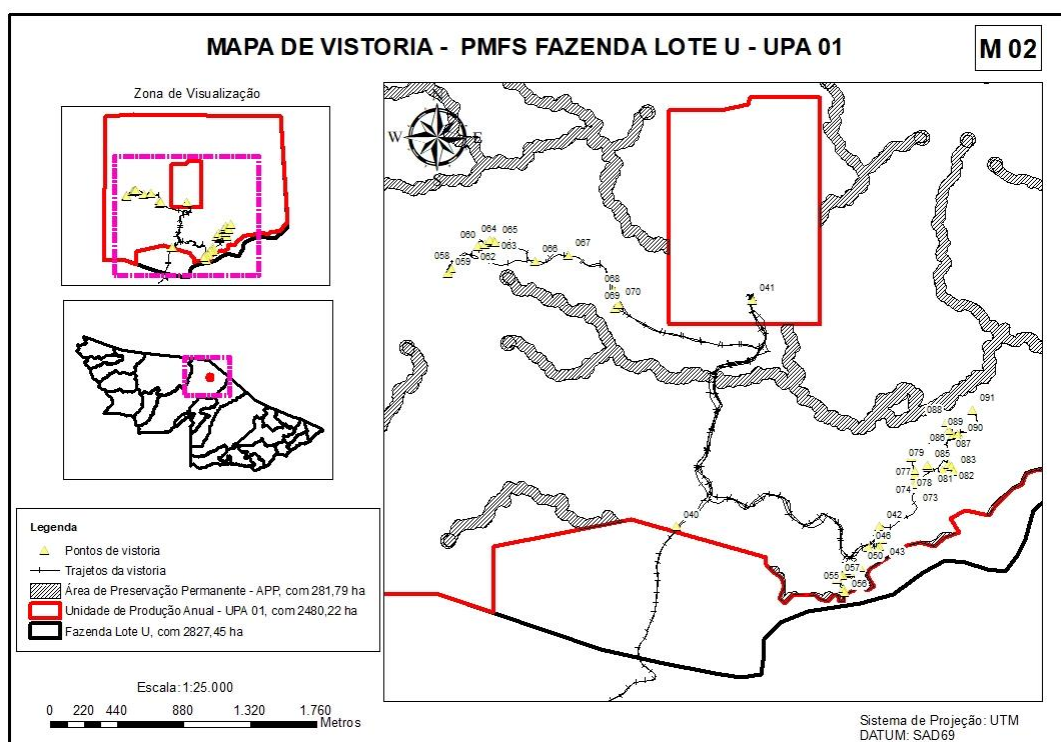 MAPA DE VISTORIA - PMFS FAZENDA LOTE U - UPA 01
M 02
Zona de Visualização
N
W E
060 064 065
063
062
058
059
066
067
068
069 070
041
091
088
089
090
086 087
079 085
083
077
078 081 082
074
073
040
042
046
050 043
057
055
056
Legenda
Pontos de vistoria
Trajetos da vistoria
Área de Preservação Permanente - APP, com 281,79 ha
Unidade de Produção Anual - UPA 01, com 2480,22 ha
Fazenda Lote U, com 2827,45 ha
Escala: 1:25.000
0 220 440 880 1.320 1.760
Metros
Sistema de Projeção: UTM
DATUM: SAD69